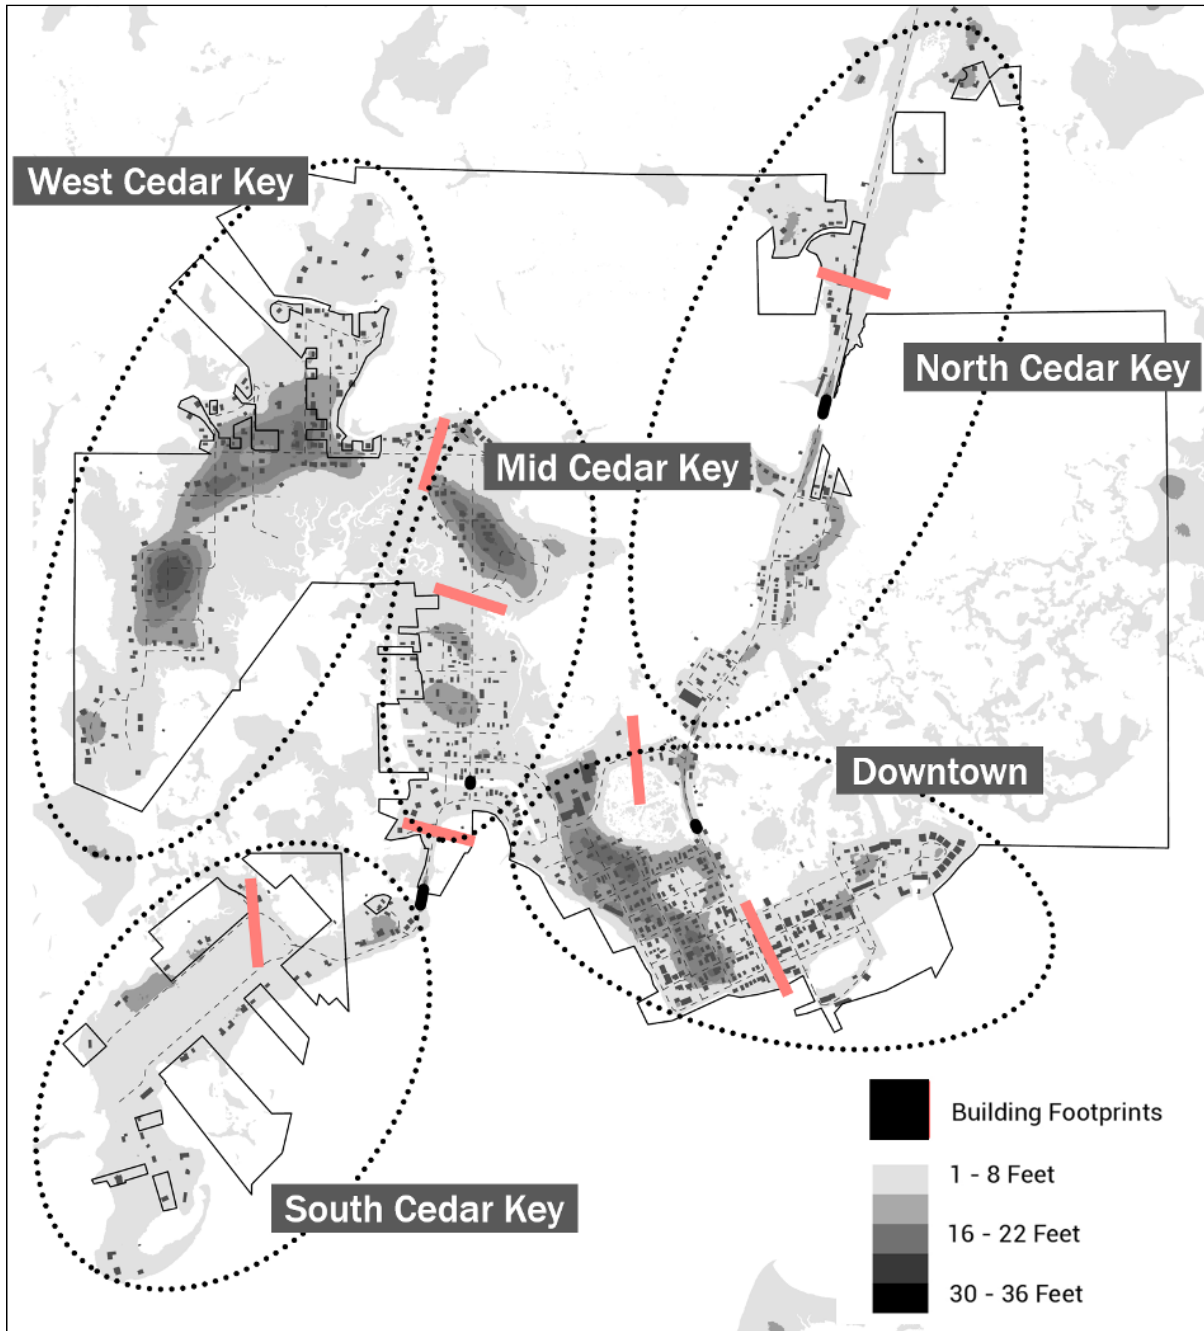 West Cedar Key
North Cedar Key
Mid Cedar Key
Downtown
South Cedar Key
Building Footprints
1 - 8 Feet
16 - 22 Feet
30 - 36 Feet